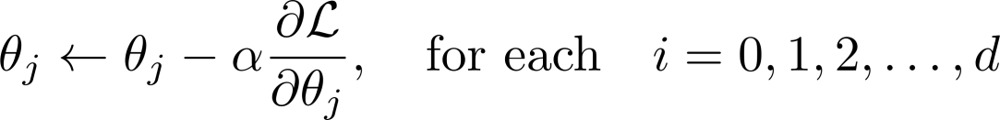 θ_j ← θ_j − α ∂ℒ/∂θ_j, for each i = 0, 1, 2, . . . , d